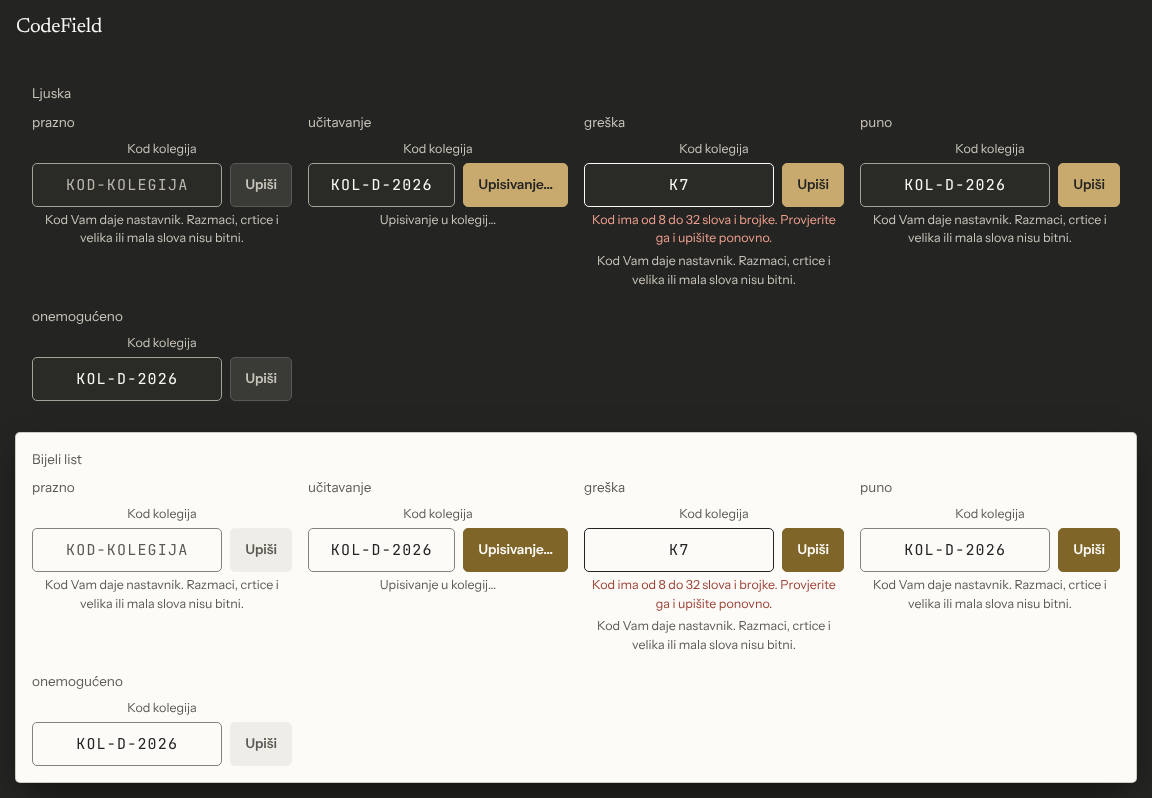 CodeField
Ljuska
prazno
Kod kolegija
KOD-KOLEGIJA
Upiši
Kod Vam daje nastavnik. Razmaci, crtice i
velika ili mala slova nisu bitni.
učitavanje
Kod kolegija
KOL-D-2026
Upisivanje…
Upisivanje u kolegij…
greška
Kod kolegija
K7
Upiši
Kod ima od 8 do 32 slova i brojke. Provjerite
ga i upišite ponovno.
Kod Vam daje nastavnik. Razmaci, crtice i
velika ili mala slova nisu bitni.
puno
Kod kolegija
KOL-D-2026
Upiši
Kod Vam daje nastavnik. Razmaci, crtice i
velika ili mala slova nisu bitni.
onemogućeno
Kod kolegija
KOL-D-2026
Upiši
Bijeli list
prazno
Kod kolegija
KOD-KOLEGIJA
Upiši
Kod Vam daje nastavnik. Razmaci, crtice i
velika ili mala slova nisu bitni.
učitavanje
Kod kolegija
KOL-D-2026
Upisivanje…
Upisivanje u kolegij…
greška
Kod kolegija
K7
Upiši
Kod ima od 8 do 32 slova i brojke. Provjerite
ga i upišite ponovno.
Kod Vam daje nastavnik. Razmaci, crtice i
velika ili mala slova nisu bitni.
puno
Kod kolegija
KOL-D-2026
Upiši
Kod Vam daje nastavnik. Razmaci, crtice i
velika ili mala slova nisu bitni.
onemogućeno
Kod kolegija
KOL-D-2026
Upiši